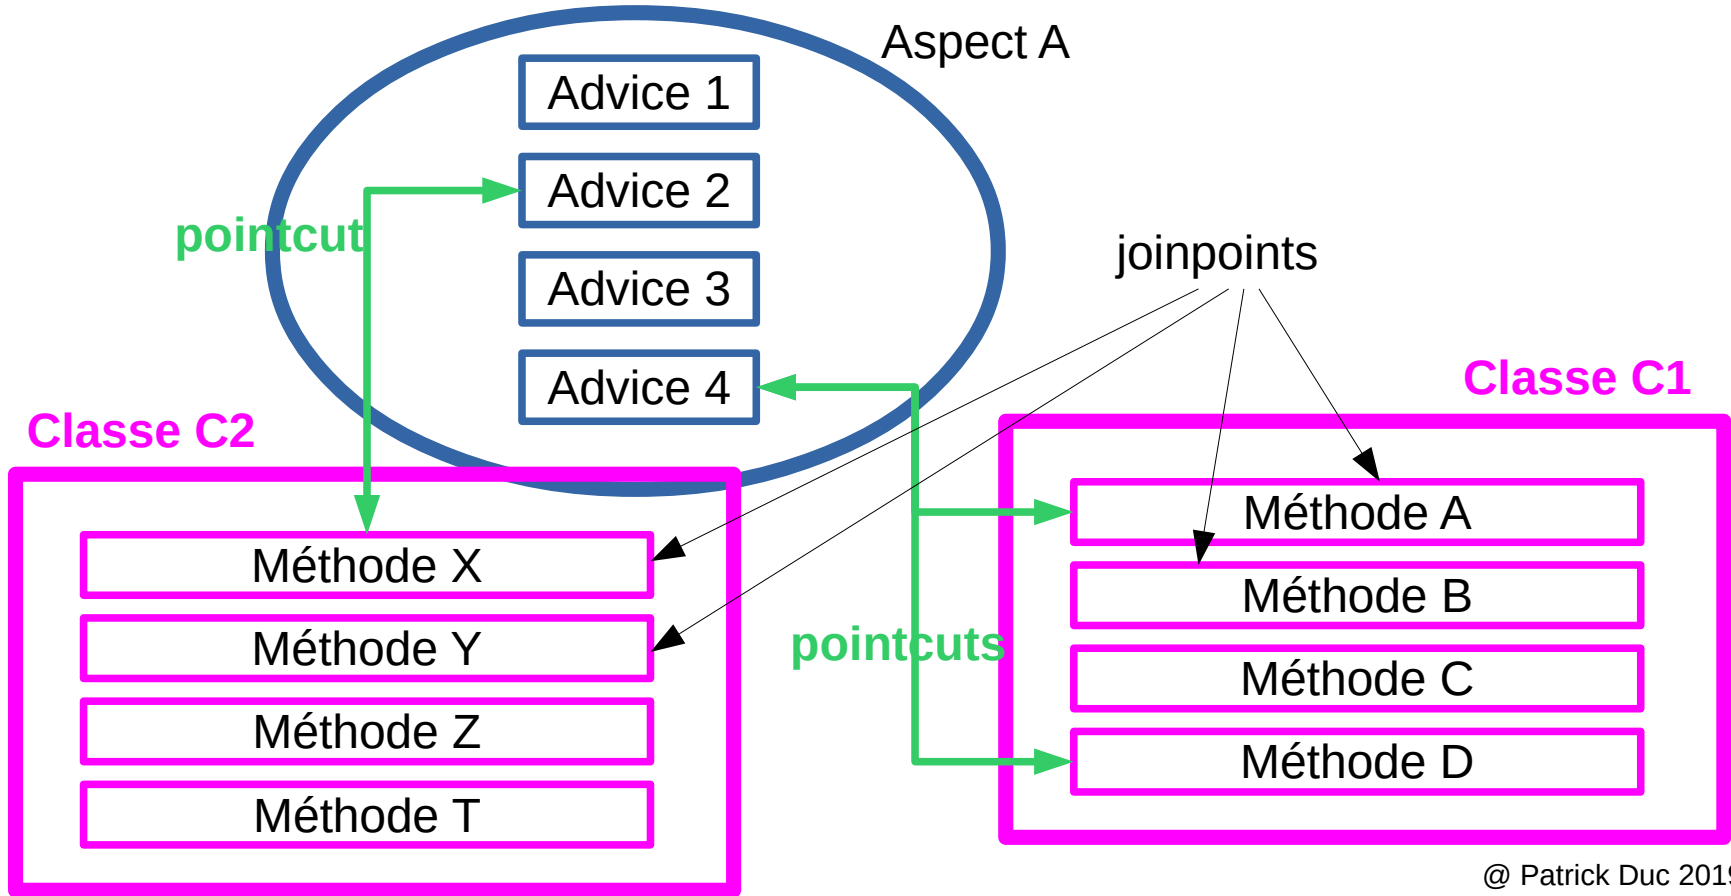 Aspect A
Advice 1
Advice 2
pointcut
Advice 3
joinpoints
Advice 4
Classe C1
Classe C2
Méthode A
Méthode X
Méthode B
Méthode Y
pointcuts
Méthode C
Méthode Z
Méthode D
Méthode T
@ Patrick Duc 2019